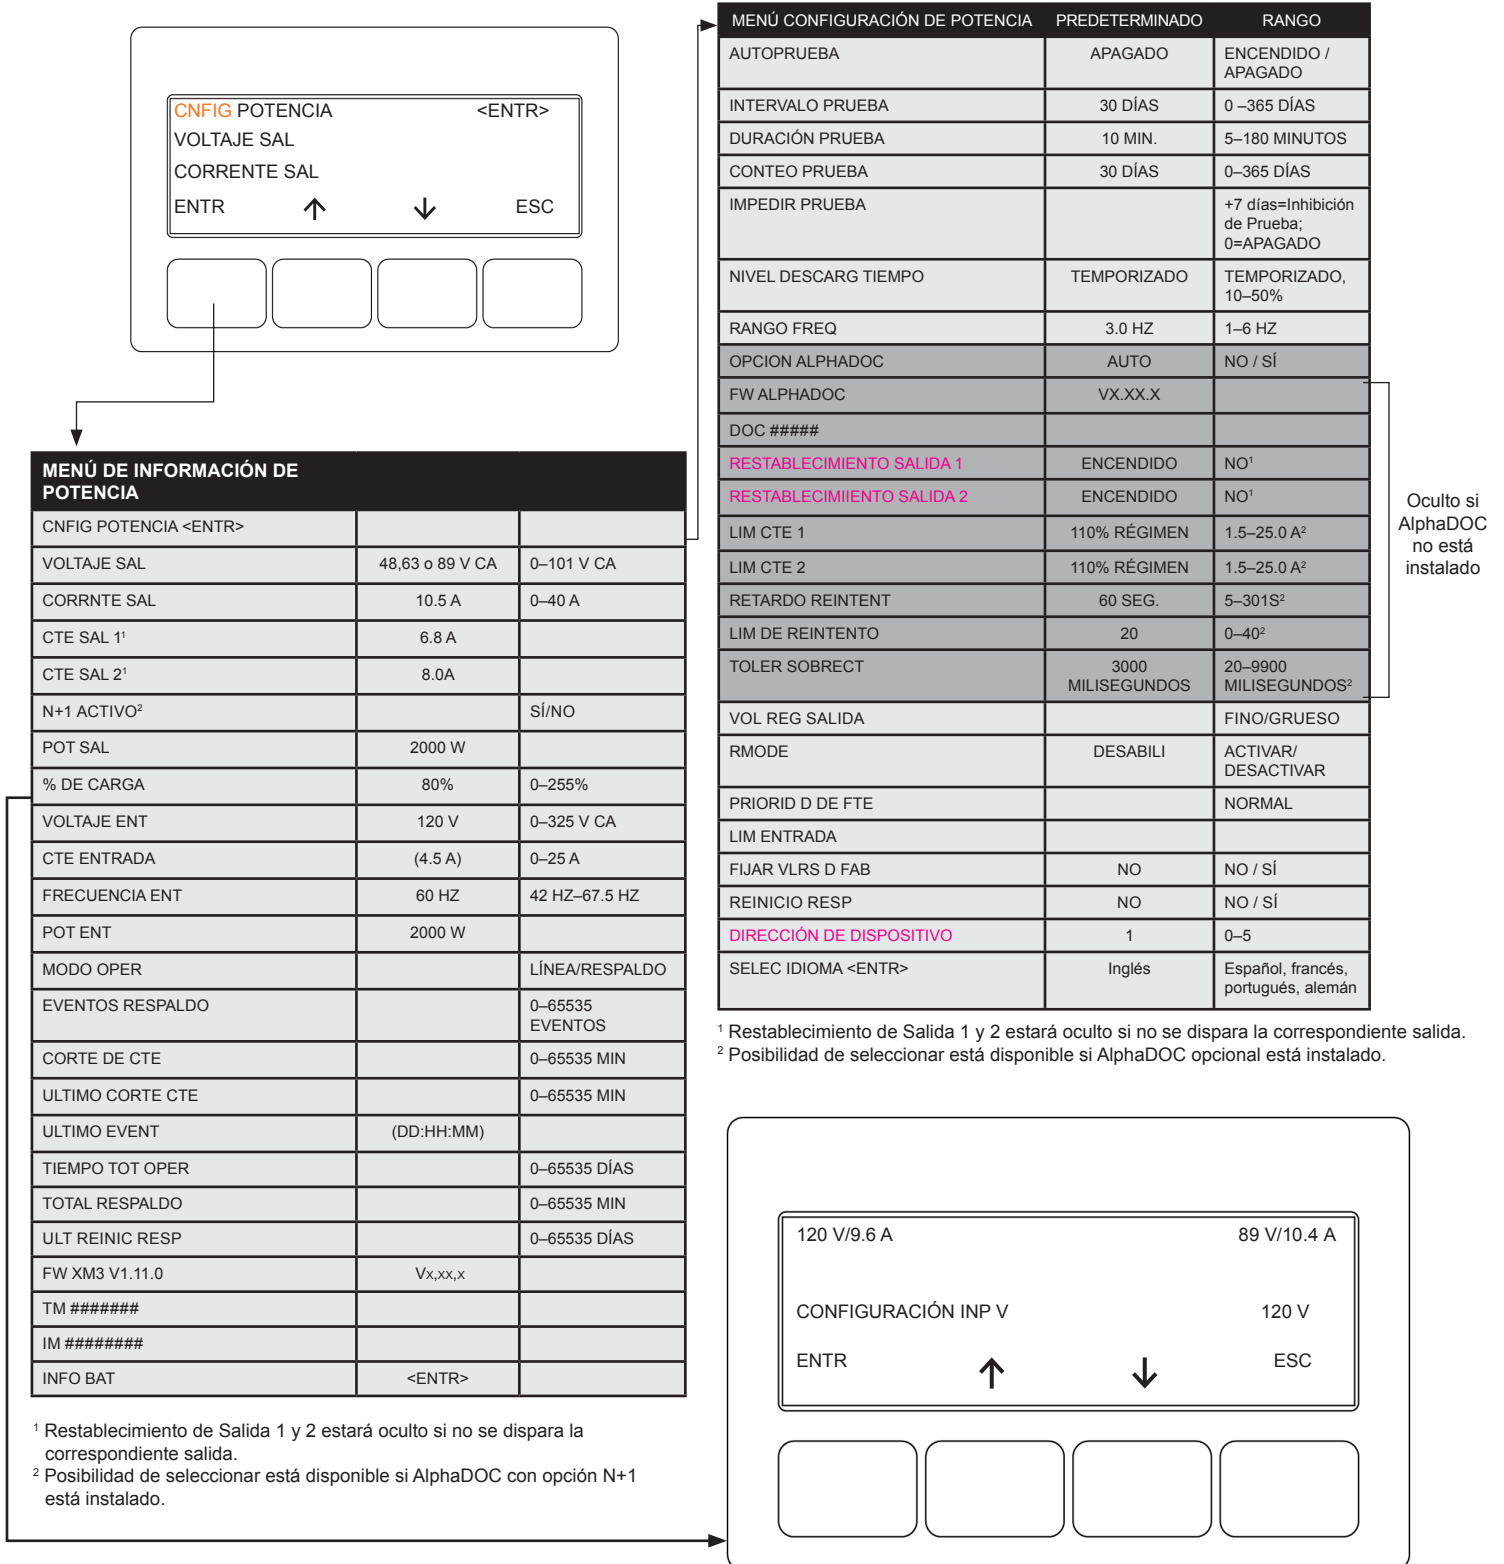 CNFIG POTENCIA <ENTR>
VOLTAJE SAL
CORRENTE SAL
ENTR ↑ ↓ ESC
MENÚ DE INFORMACIÓN DE
POTENCIA
CNFIG POTENCIA <ENTR>
VOLTAJE SAL 48,63 o 89 V CA 0–101 V CA
CORRNTE SAL 10.5 A 0–40 A
CTE SAL 1¹ 6.8 A
CTE SAL 2¹ 8.0A
N+1 ACTIVO² SÍ/NO
POT SAL 2000 W
% DE CARGA 80% 0–255%
VOLTAJE ENT 120 V 0–325 V CA
CTE ENTRADA (4.5 A) 0–25 A
FRECUENCIA ENT 60 HZ 42 HZ–67.5 HZ
POT ENT 2000 W
MODO OPER LÍNEA/RESPALDO
EVENTOS RESPALDO 0–65535
EVENTOS
CORTE DE CTE 0–65535 MIN
ULTIMO CORTE CTE 0–65535 MIN
ULTIMO EVENT (DD:HH:MM)
TIEMPO TOT OPER 0–65535 DÍAS
TOTAL RESPALDO 0–65535 MIN
ULT REINIC RESP 0–65535 DÍAS
FW XM3 V1.11.0 Vx,xx,x
TM #######
IM ########
INFO BAT <ENTR>
¹ Restablecimiento de Salida 1 y 2 estará oculto si no se dispara la
correspondiente salida.
² Posibilidad de seleccionar está disponible si AlphaDOC con opción N+1
está instalado.
MENÚ CONFIGURACIÓN DE POTENCIA PREDETERMINADO RANGO
AUTOPRUEBA APAGADO ENCENDIDO /
APAGADO
INTERVALO PRUEBA 30 DÍAS 0 –365 DÍAS
DURACIÓN PRUEBA 10 MIN. 5–180 MINUTOS
CONTEO PRUEBA 30 DÍAS 0–365 DÍAS
IMPEDIR PRUEBA +7 días=Inhibición
de Prueba;
0=APAGADO
NIVEL DESCARG TIEMPO TEMPORIZADO TEMPORIZADO,
10–50%
RANGO FREQ 3.0 HZ 1–6 HZ
OPCION ALPHADOC AUTO NO / SÍ
FW ALPHADOC VX.XX.X
DOC #####
RESTABLECIMIENTO SALIDA 1 ENCENDIDO NO¹
RESTABLECIMIIENTO SALIDA 2 ENCENDIDO NO¹
LIM CTE 1 110% RÉGIMEN 1.5–25.0 A²
LIM CTE 2 110% RÉGIMEN 1.5–25.0 A²
RETARDO REINTENT 60 SEG. 5–301S²
LIM DE REINTENTO 20 0–40²
TOLER SOBRECT 3000 20–9900
MILISEGUNDOS MILISEGUNDOS²
VOL REG SALIDA FINO/GRUESO
RMODE DESABILI ACTIVAR/
DESACTIVAR
PRIORID D DE FTE NORMAL
LIM ENTRADA
FIJAR VLRS D FAB NO NO / SÍ
REINICIO RESP NO NO / SÍ
DIRECCIÓN DE DISPOSITIVO 1 0–5
SELEC IDIOMA <ENTR> Inglés Español, francés,
portugués, alemán
Oculto si
AlphaDOC
no está
instalado
¹ Restablecimiento de Salida 1 y 2 estará oculto si no se dispara la correspondiente salida.
² Posibilidad de seleccionar está disponible si AlphaDOC opcional está instalado.
120 V/9.6 A 89 V/10.4 A
CONFIGURACIÓN INP V 120 V
ENTR ↑ ↓ ESC